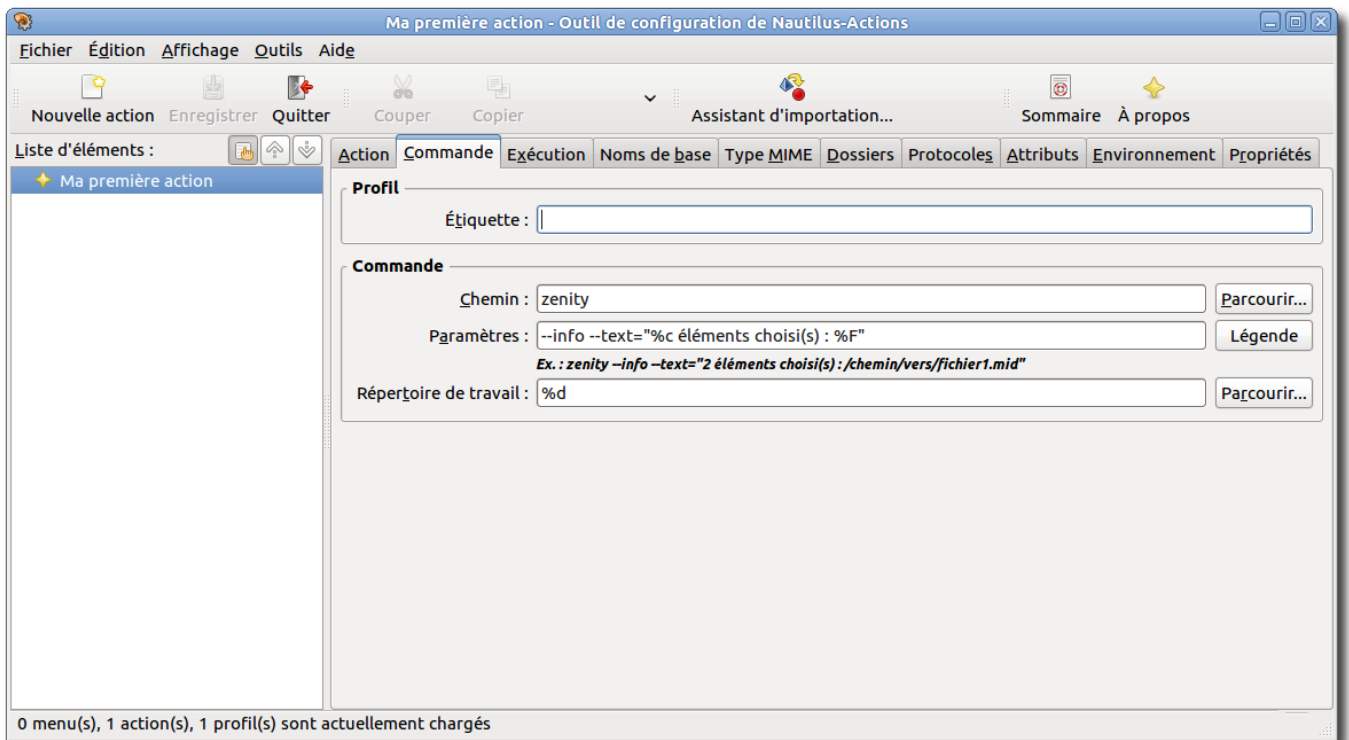 Ma première action - Outil de configuration de Nautilus-Actions
Fichier Édition Affichage Outils Aide
Nouvelle action Enregistrer Quitter Couper Copier Assistant d'importation... Sommaire À propos
Liste d'éléments :
Action Commande Exécution Noms de base Type MIME Dossiers Protocoles Attributs Environnement Propriétés
Ma première action
Profil
Étiquette :
Commande
Chemin : zenity Parcourir...
Paramètres : --info --text="%c éléments choisi(s) : %F" Légende
Ex. : zenity --info --text="2 éléments choisi(s) : /chemin/vers/fichier1.mid"
Répertoire de travail : %d Parcourir...
0 menu(s), 1 action(s), 1 profil(s) sont actuellement chargés